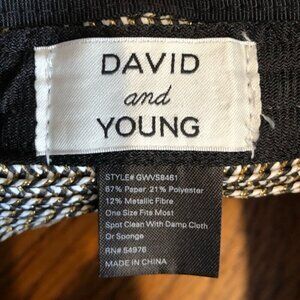 DAVID
and
YOUNG
STYLE# GWVS8461
67% Paper 21% Polyester
12% Metallic Fibre
One Size Fits Most
Spot Clean With Damp Cloth
Or Sponge
RN# 54976
MADE IN CHINA